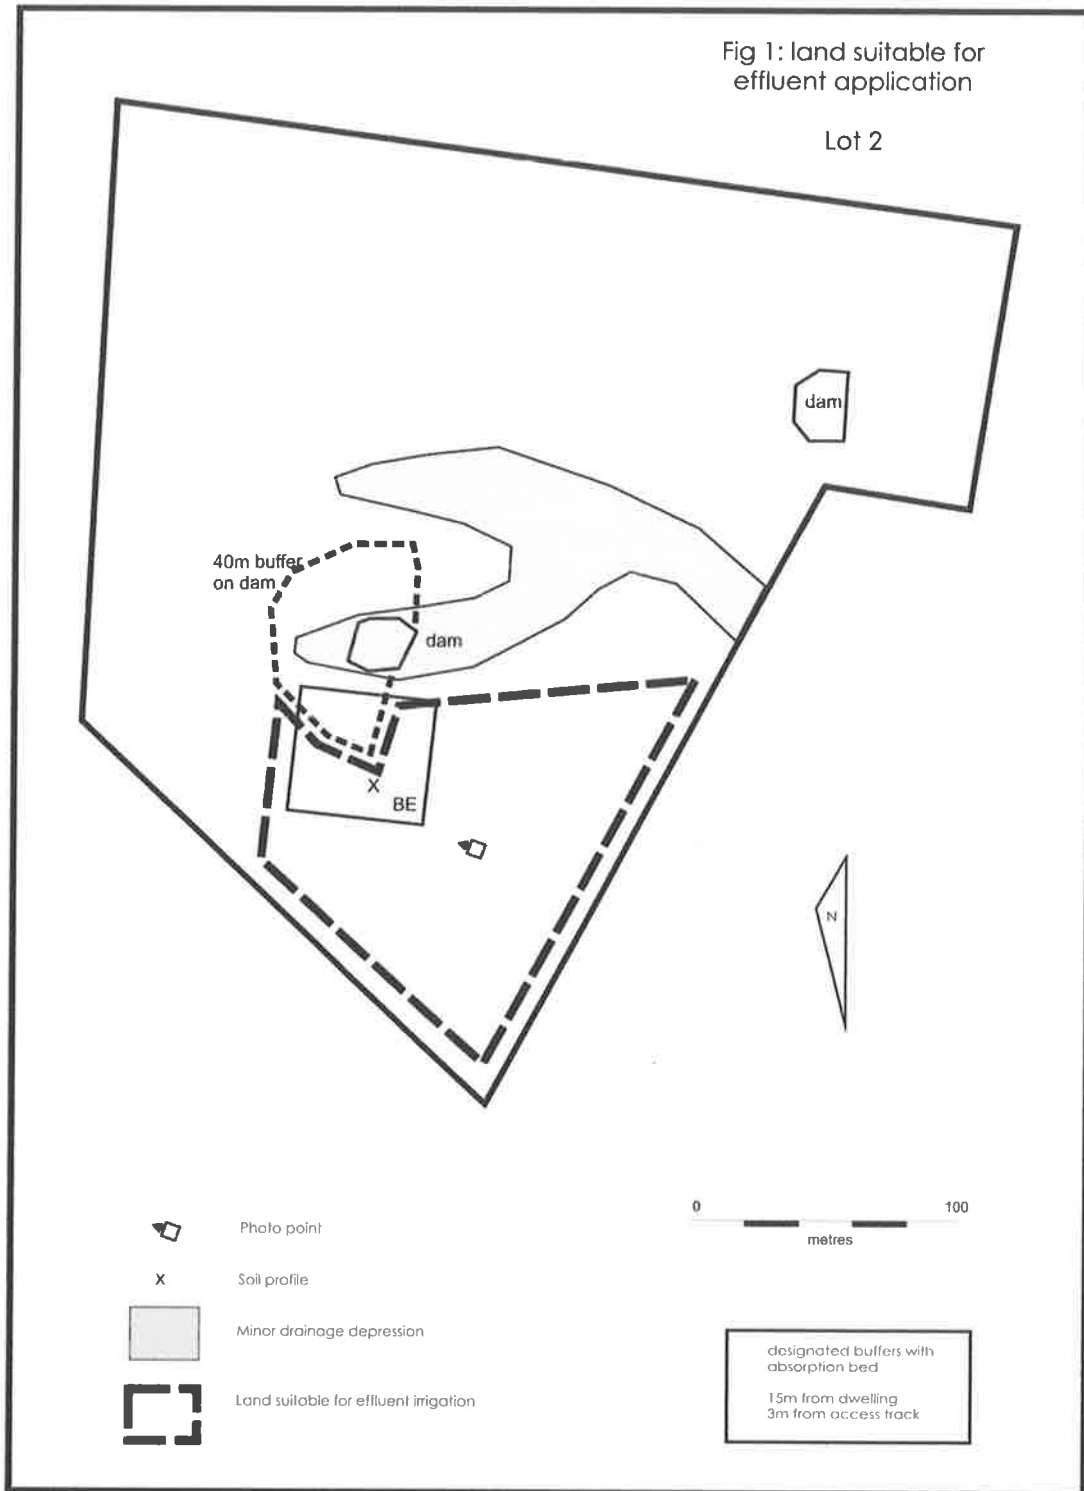 Fig 1: land suitable for
effluent application
Lot 2
dam
40m buffer
on dam
dam
X
BE
N
0 100
metres
Photo point
X Soil profile
Minor drainage depression
Land suitable for effluent irrigation
designated buffers with
absorption bed
15m from dwelling
3m from access track